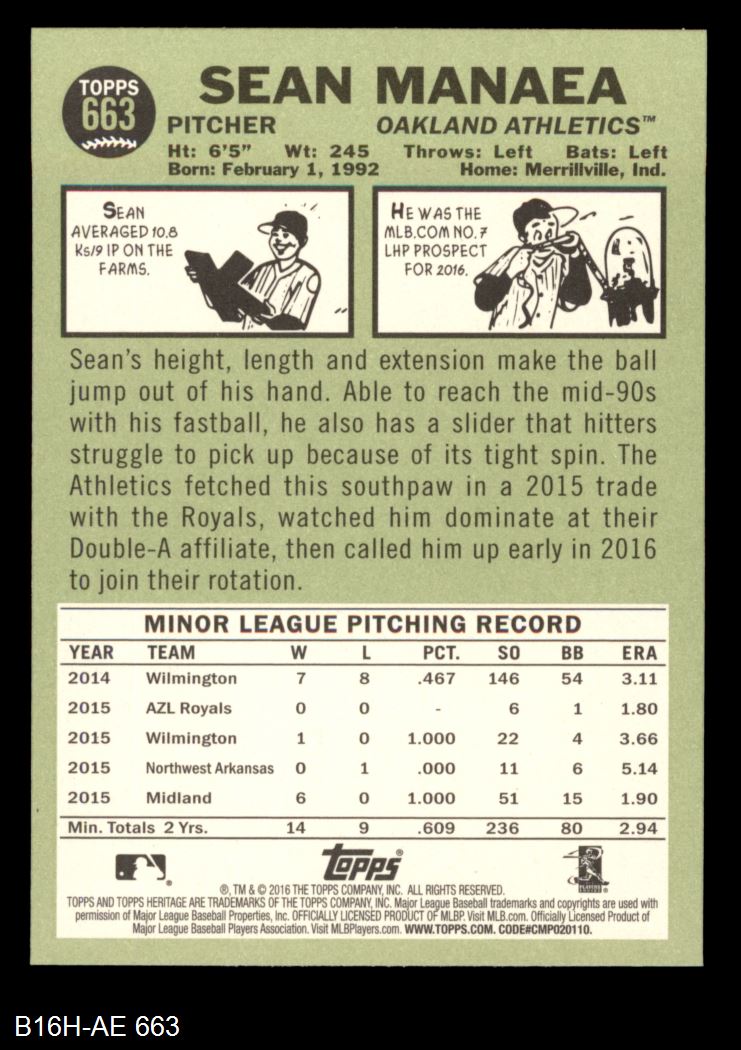 TOPPS
663
SEAN MANAEA
PITCHER OAKLAND ATHLETICS™
Ht: 6'5" Wt: 245 Throws: Left Bats: Left
Born: February 1, 1992 Home: Merrillville, Ind.
SEAN
AVERAGED 10.8
Ks/9 IP ON THE
FARMS.
HE WAS THE
MLB.COM NO. 7
LHP PROSPECT
FOR 2016.
Sean's height, length and extension make the ball
jump out of his hand. Able to reach the mid-90s
with his fastball, he also has a slider that hitters
struggle to pick up because of its tight spin. The
Athletics fetched this southpaw in a 2015 trade
with the Royals, watched him dominate at their
Double-A affiliate, then called him up early in 2016
to join their rotation.
MINOR LEAGUE PITCHING RECORD
YEAR TEAM W L PCT. SO BB ERA
2014 Wilmington 7 8 .467 146 54 3.11
2015 AZL Royals 0 0 - 6 1 1.80
2015 Wilmington 1 0 1.000 22 4 3.66
2015 Northwest Arkansas 0 1 .000 11 6 5.14
2015 Midland 6 0 1.000 51 15 1.90
Min. Totals 2 Yrs. 14 9 .609 236 80 2.94
® topps®
®, TM & © 2016 THE TOPPS COMPANY, INC. ALL RIGHTS RESERVED.
TOPPS AND TOPPS HERITAGE ARE TRADEMARKS OF THE TOPPS COMPANY, INC. Major League Baseball trademarks and copyrights are used with
permission of Major League Baseball Properties, Inc. OFFICIALLY LICENSED PRODUCT OF MLBP. Visit MLB.com. Officially Licensed Product of
Major League Baseball Players Association. Visit MLBPlayers.com. WWW.TOPPS.COM. CODE#CMP020110.
B16H-AE 663